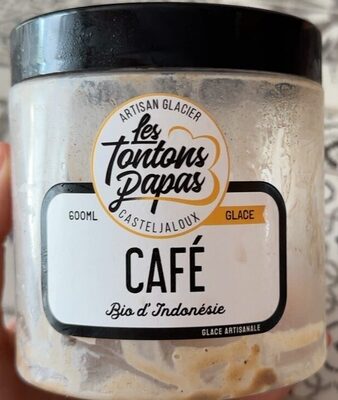 ARTISAN GLACIER
Les
Tontons
Papas
CASTELJALOUX
600ML
GLACE
CAFÉ
Bio d'Indonésie
GLACE ARTISANALE